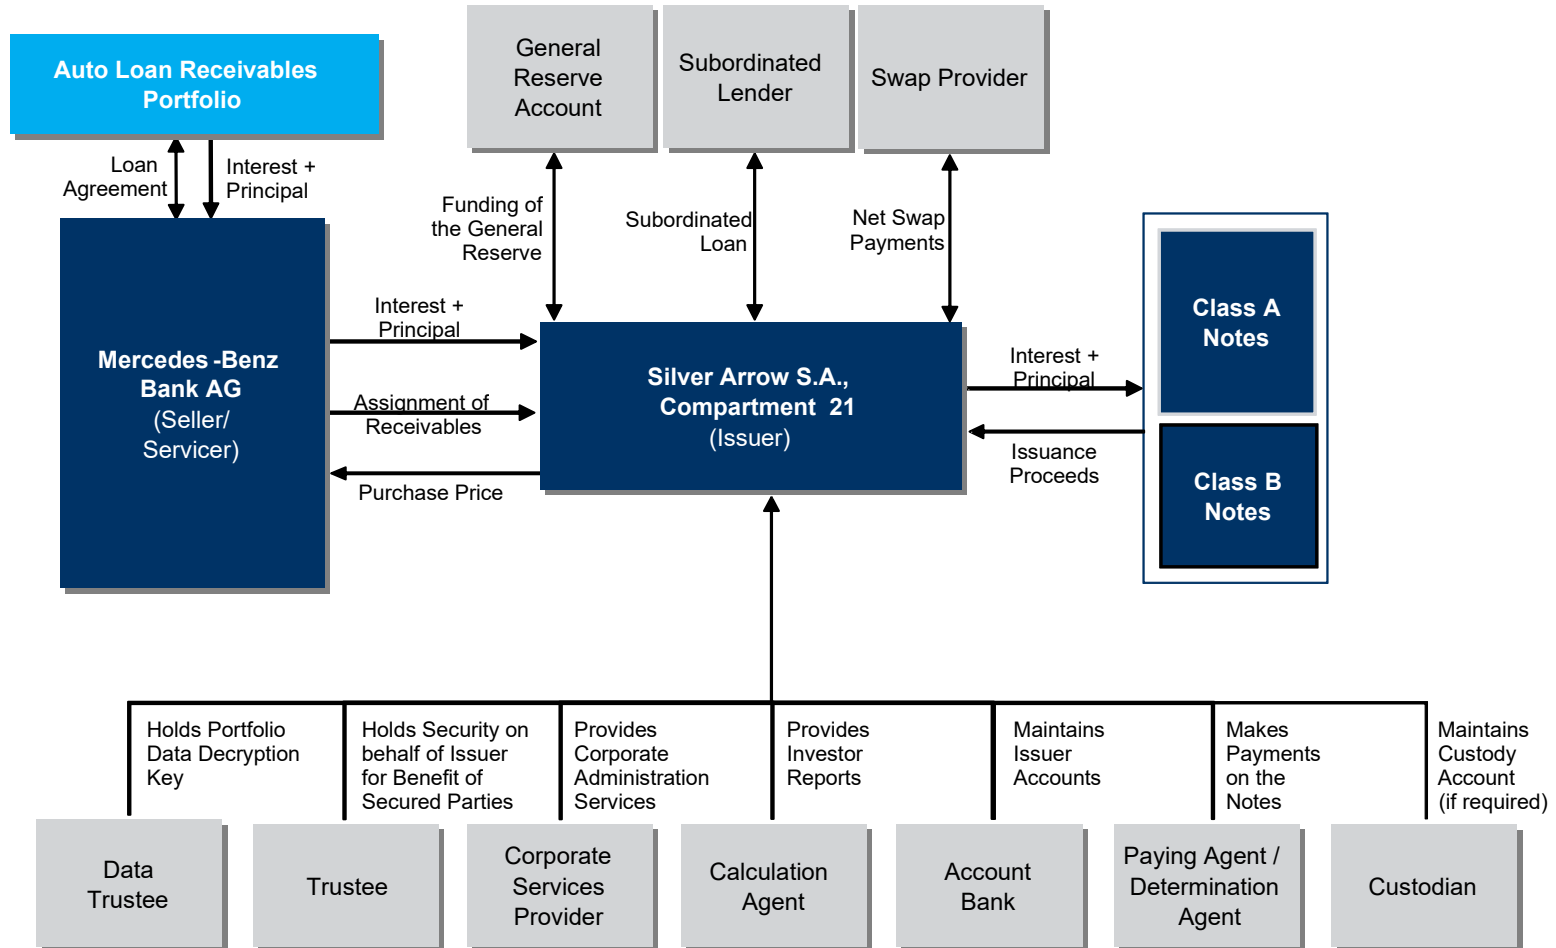 Auto Loan Receivables
Portfolio
General
Reserve
Account
Subordinated
Lender
Swap Provider
Loan
Agreement
Interest +
Principal
Funding of
the General
Reserve
Subordinated
Loan
Net Swap
Payments
Mercedes -Benz
Bank AG
(Seller/
Servicer)
Interest +
Principal
Assignment of
Receivables
Purchase Price
Silver Arrow S.A.,
Compartment 21
(Issuer)
Interest +
Principal
Issuance
Proceeds
Class A
Notes
Class B
Notes
Holds Portfolio
Data Decryption
Key
Holds Security on
behalf of Issuer
for Benefit of
Secured Parties
Provides
Corporate
Administration
Services
Provides
Investor
Reports
Maintains
Issuer
Accounts
Makes
Payments
on the
Notes
Maintains
Custody
Account
(if required)
Data
Trustee
Trustee
Corporate
Services
Provider
Calculation
Agent
Account
Bank
Paying Agent /
Determination
Agent
Custodian